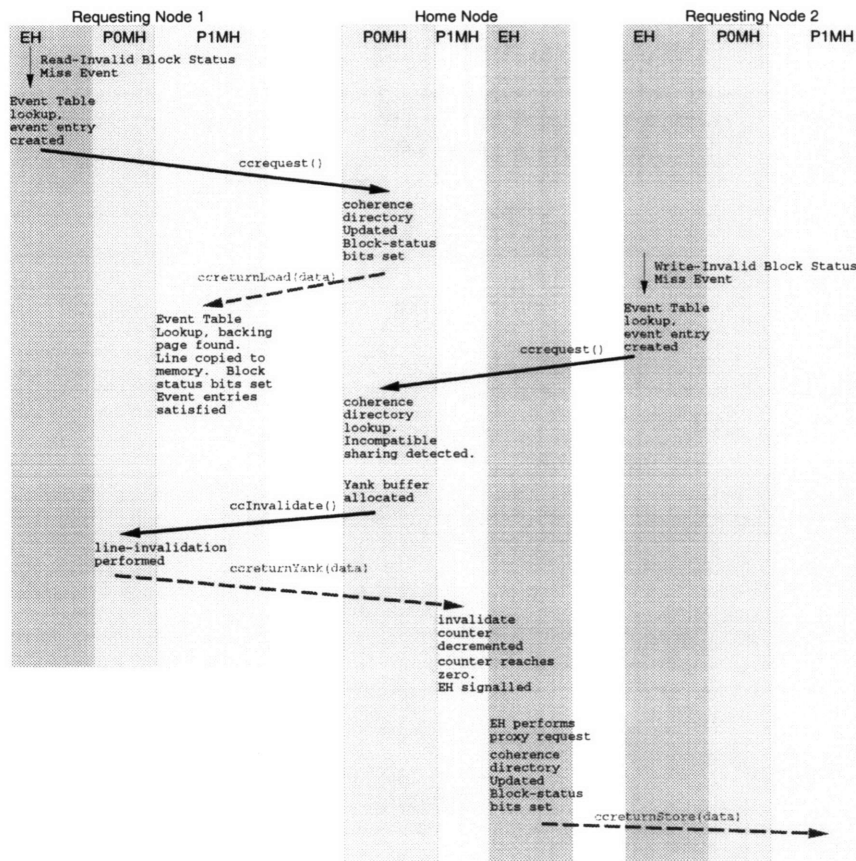 Requesting Node 1
Home Node
Requesting Node 2
EH
P0MH
P1MH
P0MH
P1MH
EH
EH
P0MH
P1MH
Read-Invalid Block Status
Miss Event
Event Table
lookup,
event entry
created
ccrequest()
coherence
directory
Updated
Block-status
bits set
ccreturnLoad(data)
Write-Invalid Block Status
Miss Event
Event Table
Lookup, backing
page found.
Line copied to
memory. Block
status bits set
Event entries
satisfied
Event Table
lookup,
event entry
created
ccrequest()
coherence
directory
lookup.
Incompatible
sharing detected.
Yank buffer
allocated
ccInvalidate()
line-invalidation
performed
ccreturnYank(data)
invalidate
counter
decremented
counter reaches
zero.
EH signalled
EH performs
proxy request
coherence
directory
Updated
Block-status
bits set
ccreturnStore(data)